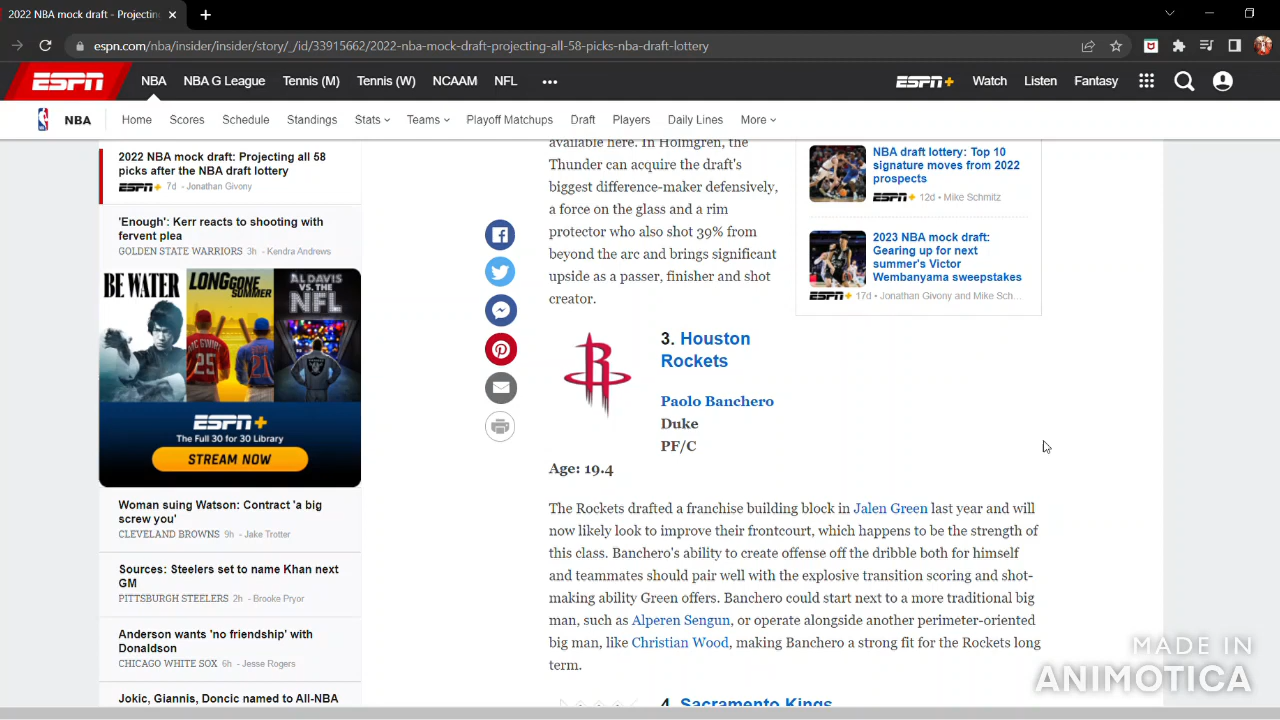 2022 NBA mock draft - Projecting
espn.com/nba/insider/insider/story/_/id/33915662/2022-nba-mock-draft-projecting-all-58-picks-nba-draft-lottery
ESPN NBA NBA G League Tennis (M) Tennis (W) NCAAM NFL ••• ESPN+ Watch Listen Fantasy
NBA Home Scores Schedule Standings Stats Teams Playoff Matchups Draft Players Daily Lines More
2022 NBA mock draft: Projecting all 58
picks after the NBA draft lottery
ESPN+ 7d - Jonathan Givony
'Enough': Kerr reacts to shooting with
fervent plea
GOLDEN STATE WARRIORS 3h - Kendra Andrews
BE WATER
LONG GONE
SUMMER
AL DAVIS
VS. THE
NFL
MC GWIRE
25
21
ESPN+
The Full 30 for 30 Library
STREAM NOW
Woman suing Watson: Contract 'a big
screw you'
CLEVELAND BROWNS 9h - Jake Trotter
Sources: Steelers set to name Khan next
GM
PITTSBURGH STEELERS 2h - Brooke Pryor
Anderson wants 'no friendship' with
Donaldson
CHICAGO WHITE SOX 6h - Jesse Rogers
Jokic, Giannis, Doncic named to All-NBA
available here. In Holmgren, the
Thunder can acquire the draft's
biggest difference-maker defensively,
a force on the glass and a rim
protector who also shot 39% from
beyond the arc and brings significant
upside as a passer, finisher and shot
creator.
3. Houston
Rockets
R
Paolo Banchero
Duke
PF/C
Age: 19.4
The Rockets drafted a franchise building block in Jalen Green last year and will
now likely look to improve their frontcourt, which happens to be the strength of
this class. Banchero's ability to create offense off the dribble both for himself
and teammates should pair well with the explosive transition scoring and shot-
making ability Green offers. Banchero could start next to a more traditional big
man, such as Alperen Sengun, or operate alongside another perimeter-oriented
big man, like Christian Wood, making Banchero a strong fit for the Rockets long
term.
4. Sacramento Kings
NBA draft lottery: Top 10
signature moves from 2022
prospects
ESPN+ 12d • Mike Schmitz
2023 NBA mock draft:
Gearing up for next
summer's Victor
Wembanyama sweepstakes
ESPN+ 17d • Jonathan Givony and Mike Sch...
MADE IN
ANIMOTICA